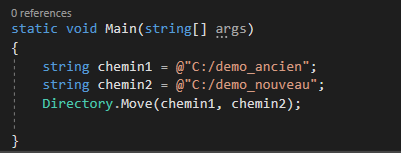 0 references
static void Main(string[] args)
{
string chemin1 = @"C:/demo_ancien";
string chemin2 = @"C:/demo_nouveau";
Directory.Move(chemin1, chemin2);
}